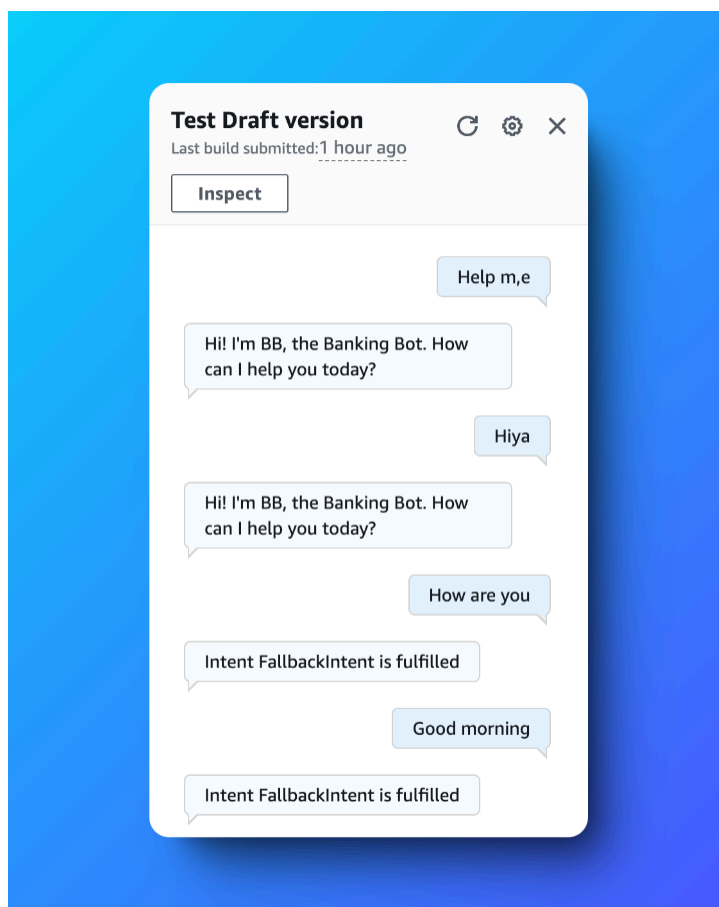 Test Draft version
Last build submitted:1 hour ago
Inspect
Help m,e
Hi! I'm BB, the Banking Bot. How
can I help you today?
Hiya
Hi! I'm BB, the Banking Bot. How
can I help you today?
How are you
Intent FallbackIntent is fulfilled
Good morning
Intent FallbackIntent is fulfilled